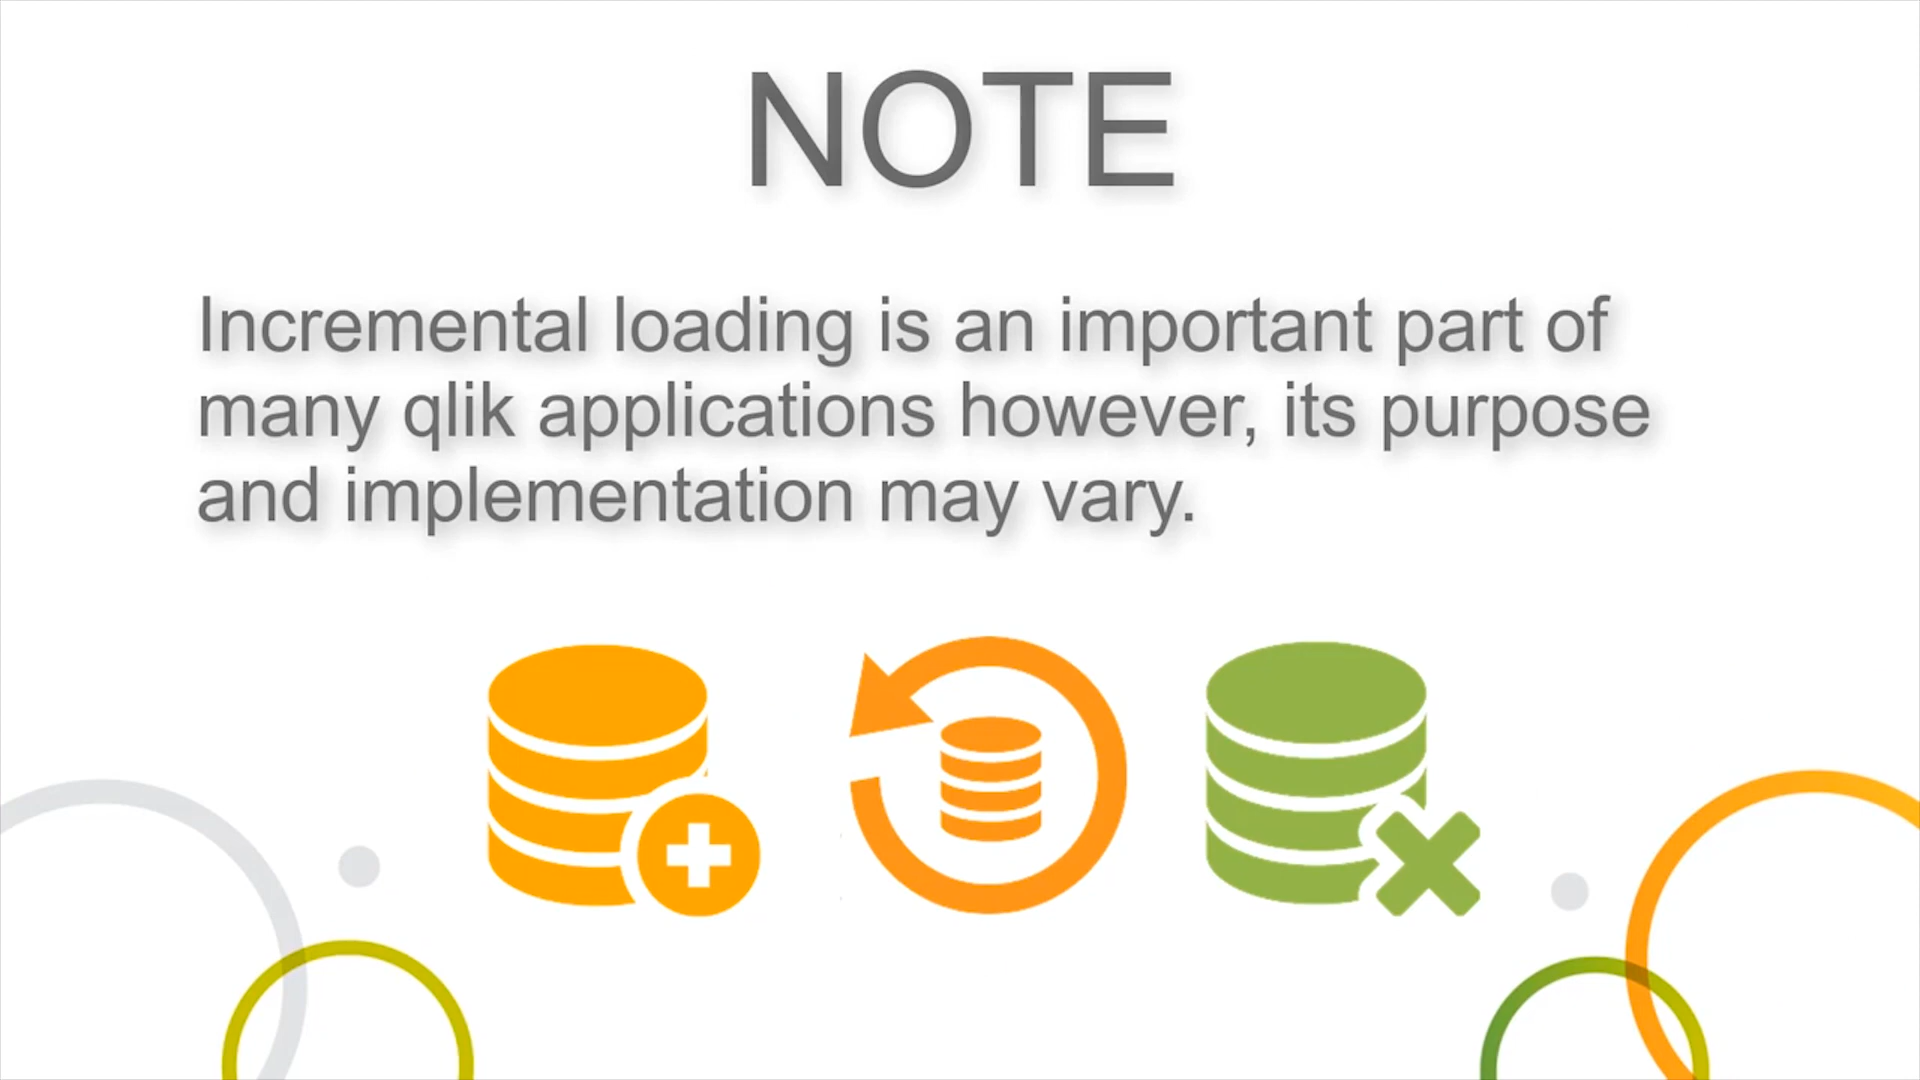 NOTE
Incremental loading is an important part of
many qlik applications however, its purpose
and implementation may vary.